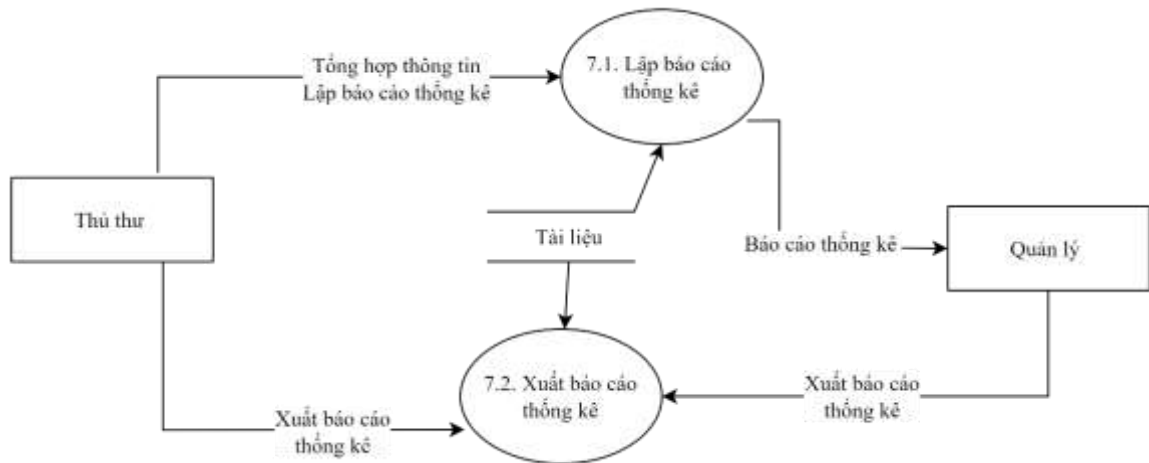 7.1. Lập báo cáo
thống kê
Tổng hợp thông tin
Lập báo cáo thống kê
Thủ thư
Tài liệu
Báo cáo thống kê
Quản lý
7.2. Xuất báo cáo
thống kê
Xuất báo cáo
thống kê
Xuất báo cáo
thống kê